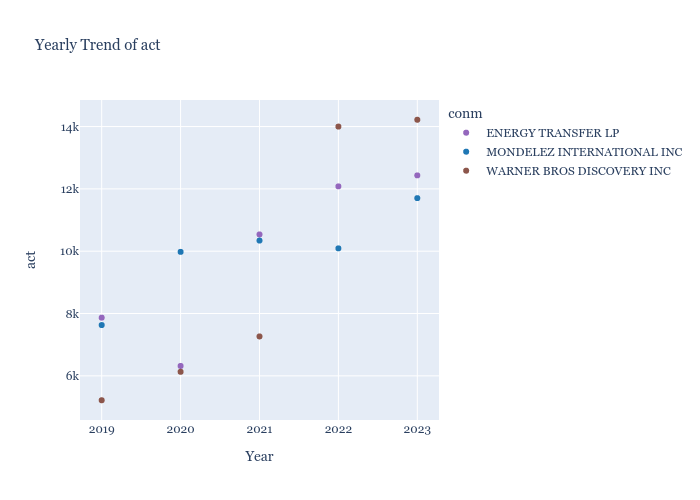 Yearly Trend of act
conm
ENERGY TRANSFER LP
MONDELEZ INTERNATIONAL INC
WARNER BROS DISCOVERY INC
14k
12k
10k
8k
6k
act
2019 2020 2021 2022 2023
Year